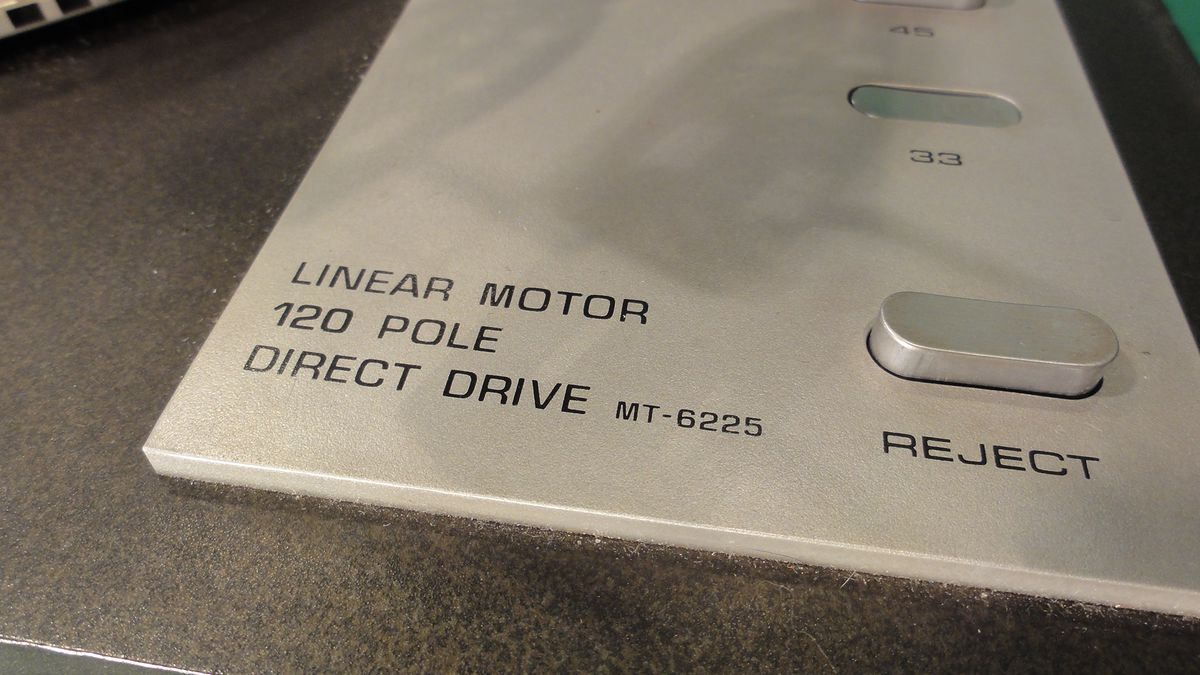 45
33
LINEAR MOTOR
120 POLE
DIRECT DRIVE MT-6225
REJECT